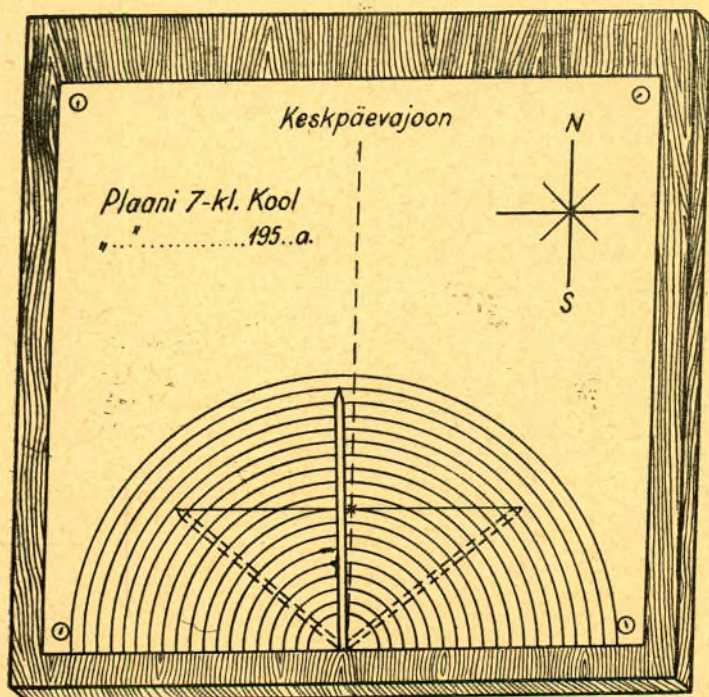 Keskpäevajoon
N
Plaani 7-kl. Kool
„ . . " . . . . . . . . . . . . . . 195..a.
S